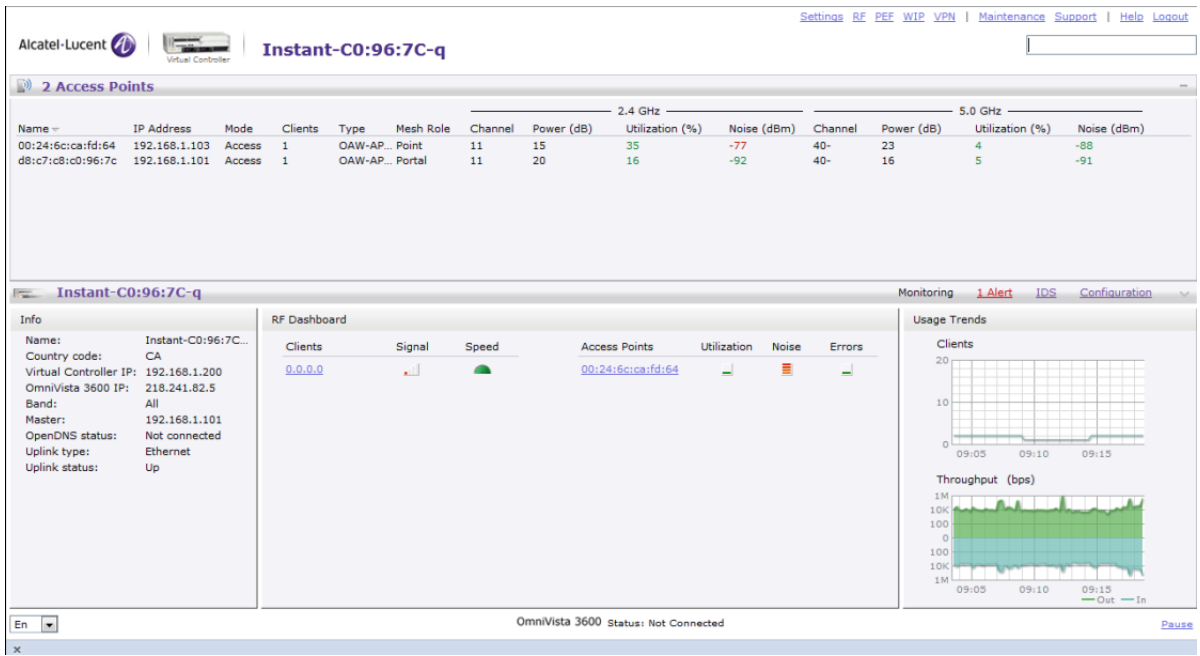 Settings RF PEF WIP VPN | Maintenance Support | Help Logout
Alcatel-Lucent
Virtual Controller
Instant-C0:96:7C-q
2 Access Points
2.4 GHz 5.0 GHz
Name IP Address Mode Clients Type Mesh Role Channel Power (dB) Utilization (%) Noise (dBm) Channel Power (dB) Utilization (%) Noise (dBm)
00:24:6c:ca:fd:64 192.168.1.103 Access 1 OAW-AP... Point 11 15 35 -77 40- 23 4 -88
d8:c7:c8:c0:96:7c 192.168.1.101 Access 1 OAW-AP... Portal 11 20 16 -92 40- 16 5 -91
Instant-C0:96:7C-q Monitoring 1 Alert IDS Configuration
Info
Name: Instant-C0:96:7C...
Country code: CA
Virtual Controller IP: 192.168.1.200
OmniVista 3600 IP: 218.241.82.5
Band: All
Master: 192.168.1.101
OpenDNS status: Not connected
Uplink type: Ethernet
Uplink status: Up
RF Dashboard
Clients Signal Speed Access Points Utilization Noise Errors
0.0.0.0 00:24:6c:ca:fd:64
Usage Trends
Clients
20
10
0
09:05 09:10 09:15
Throughput (bps)
1M
10K
100
0
100
10K
1M
09:05 09:10 09:15
Out In
En OmniVista 3600 Status: Not Connected Pause
x